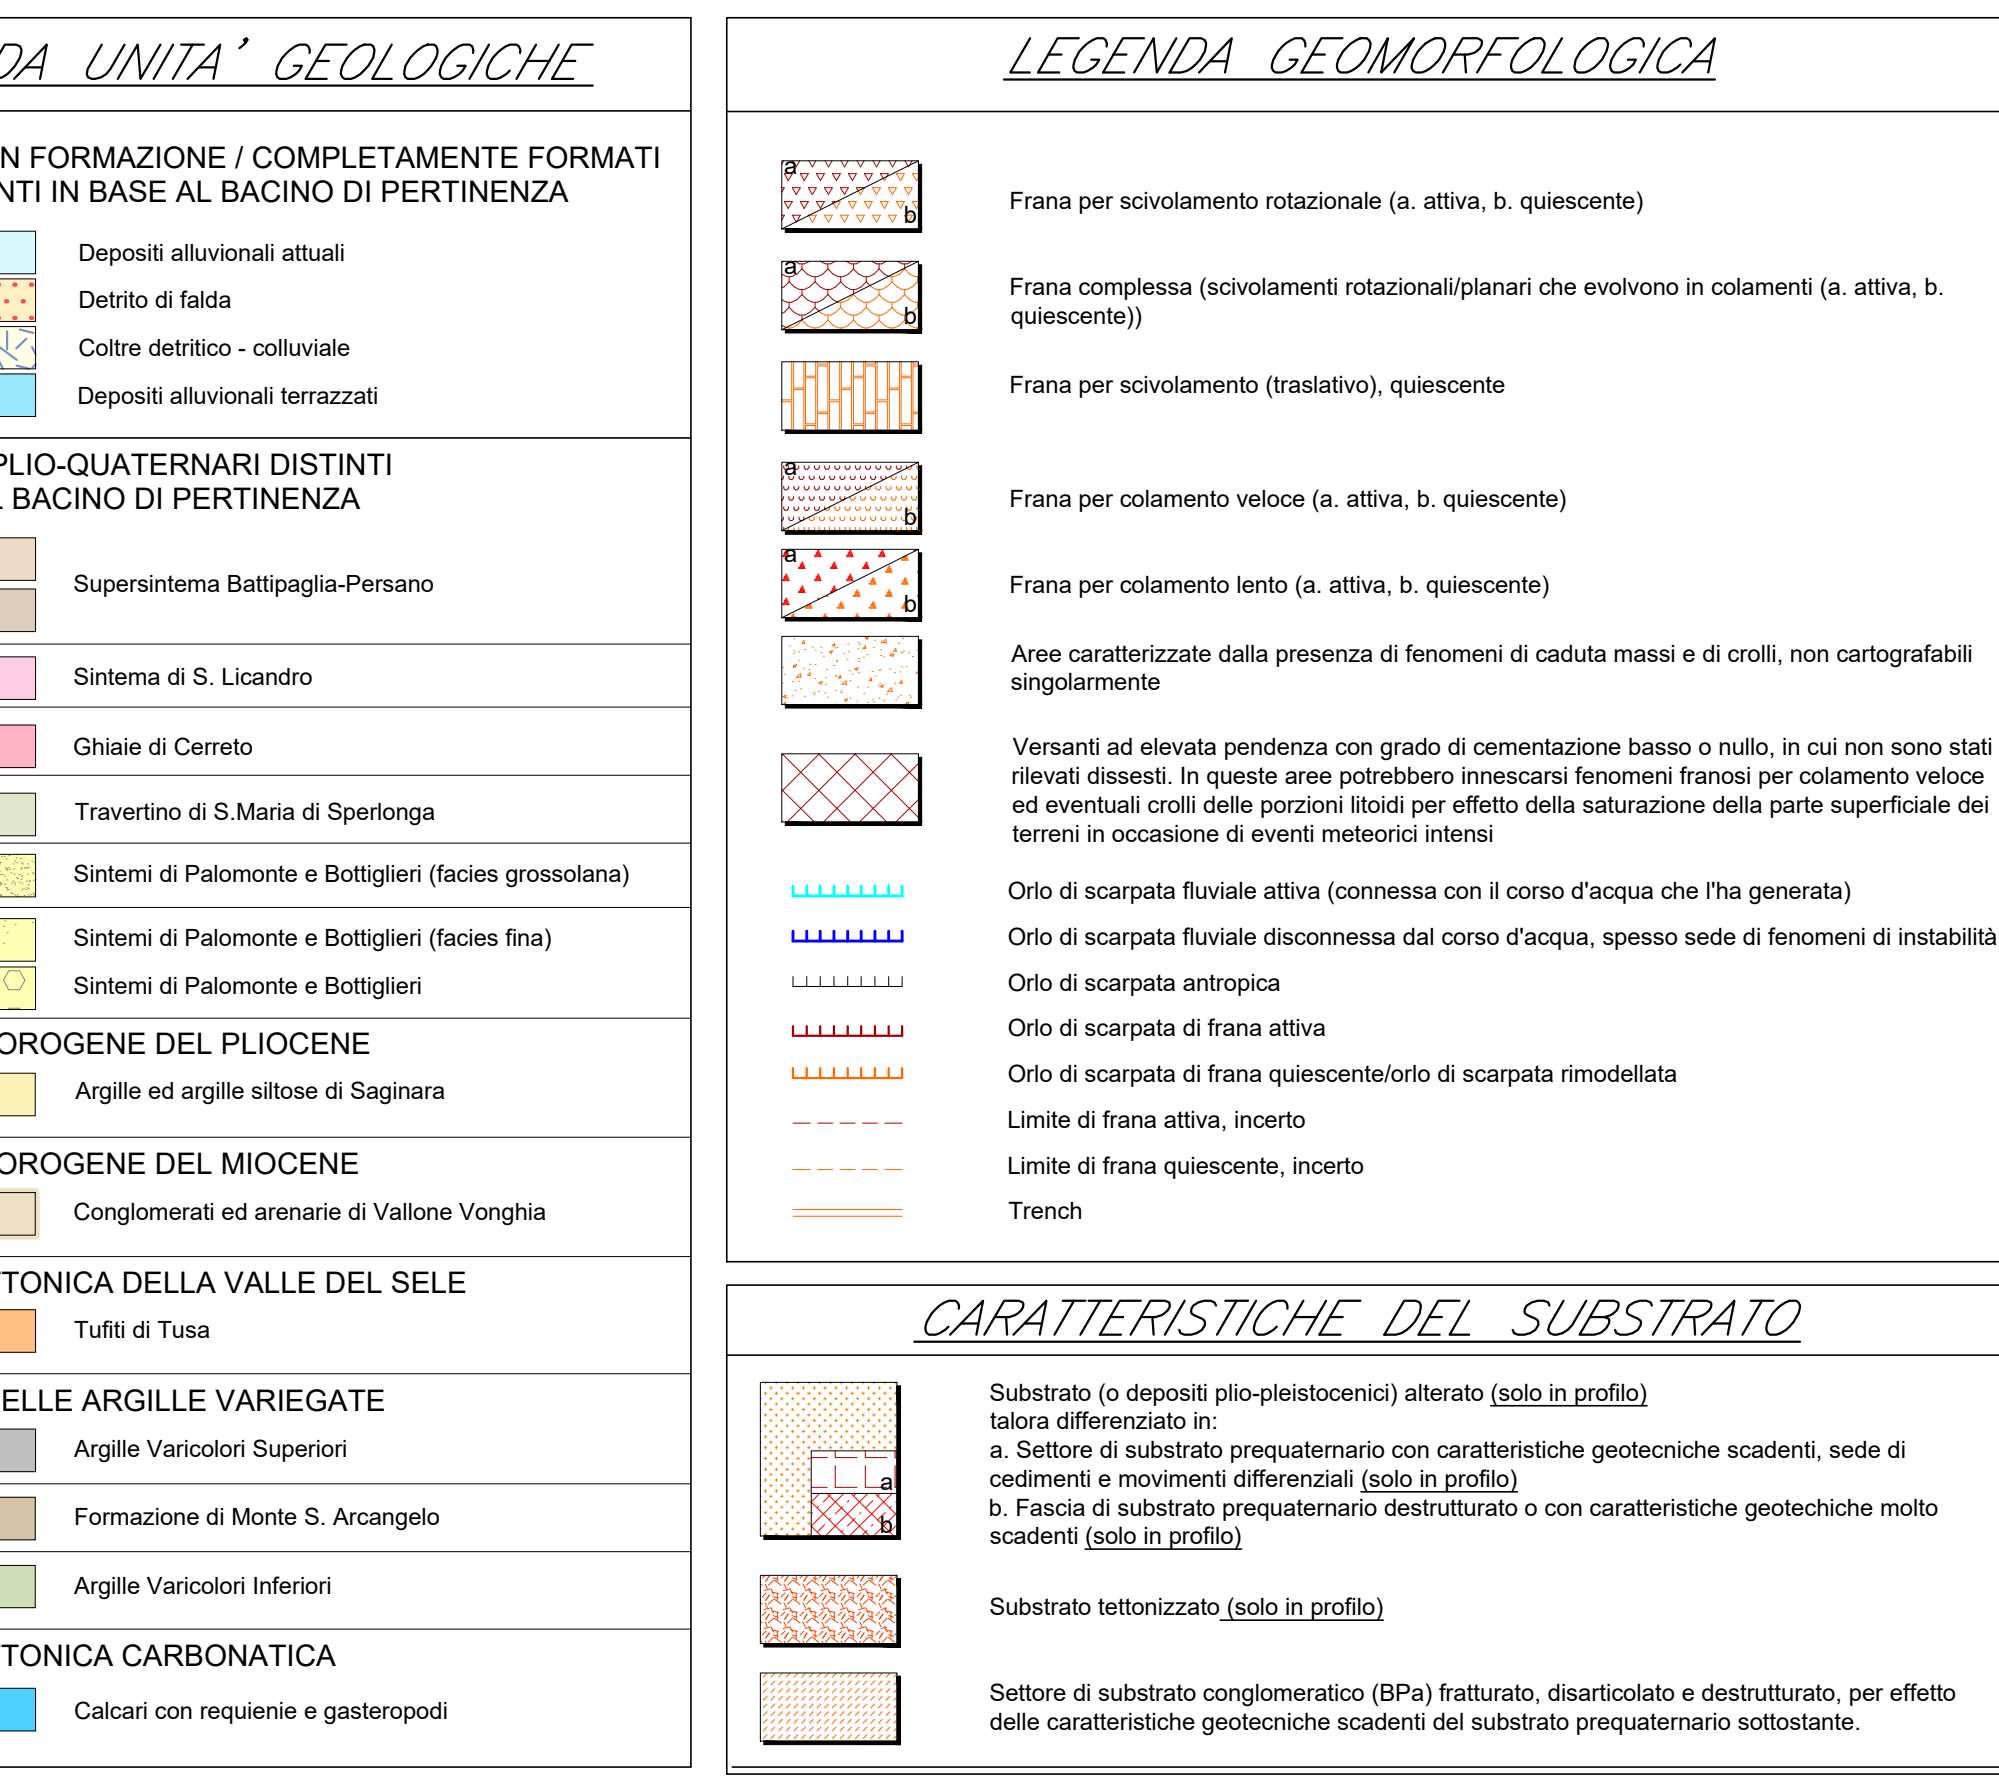 DA UNITA' GEOLOGICHE
N FORMAZIONE / COMPLETAMENTE FORMATI
NTI IN BASE AL BACINO DI PERTINENZA
Depositi alluvionali attuali
Detrito di falda
Coltre detritico - colluviale
Depositi alluvionali terrazzati
PLIO-QUATERNARI DISTINTI
L BACINO DI PERTINENZA
Supersintema Battipaglia-Persano
Sintema di S. Licandro
Ghiaie di Cerreto
Travertino di S.Maria di Sperlonga
Sintemi di Palomonte e Bottiglieri (facies grossolana)
Sintemi di Palomonte e Bottiglieri (facies fina)
Sintemi di Palomonte e Bottiglieri
OROGENE DEL PLIOCENE
Argille ed argille siltose di Saginara
OROGENE DEL MIOCENE
Conglomerati ed arenarie di Vallone Vonghia
TTONICA DELLA VALLE DEL SELE
Tufiti di Tusa
ELLE ARGILLE VARIEGATE
Argille Varicolori Superiori
Formazione di Monte S. Arcangelo
Argille Varicolori Inferiori
TTONICA CARBONATICA
Calcari con requienie e gasteropodi
LEGENDA GEOMORFOLOGICA
a
b
Frana per scivolamento rotazionale (a. attiva, b. quiescente)
a
b
Frana complessa (scivolamenti rotazionali/planari che evolvono in colamenti (a. attiva, b.
quiescente))
Frana per scivolamento (traslativo), quiescente
a
b
Frana per colamento veloce (a. attiva, b. quiescente)
a
b
Frana per colamento lento (a. attiva, b. quiescente)
Aree caratterizzate dalla presenza di fenomeni di caduta massi e di crolli, non cartografabili
singolarmente
Versanti ad elevata pendenza con grado di cementazione basso o nullo, in cui non sono stati
rilevati dissesti. In queste aree potrebbero innescarsi fenomeni franosi per colamento veloce
ed eventuali crolli delle porzioni litoidi per effetto della saturazione della parte superficiale dei
terreni in occasione di eventi meteorici intensi
Orlo di scarpata fluviale attiva (connessa con il corso d'acqua che l'ha generata)
Orlo di scarpata fluviale disconnessa dal corso d'acqua, spesso sede di fenomeni di instabilità
Orlo di scarpata antropica
Orlo di scarpata di frana attiva
Orlo di scarpata di frana quiescente/orlo di scarpata rimodellata
Limite di frana attiva, incerto
Limite di frana quiescente, incerto
Trench
CARATTERISTICHE DEL SUBSTRATO
a
b
Substrato (o depositi plio-pleistocenici) alterato (solo in profilo)
talora differenziato in:
a. Settore di substrato prequaternario con caratteristiche geotecniche scadenti, sede di
cedimenti e movimenti differenziali (solo in profilo)
b. Fascia di substrato prequaternario destrutturato o con caratteristiche geotechiche molto
scadenti (solo in profilo)
Substrato tettonizzato (solo in profilo)
Settore di substrato conglomeratico (BPa) fratturato, disarticolato e destrutturato, per effetto
delle caratteristiche geotecniche scadenti del substrato prequaternario sottostante.